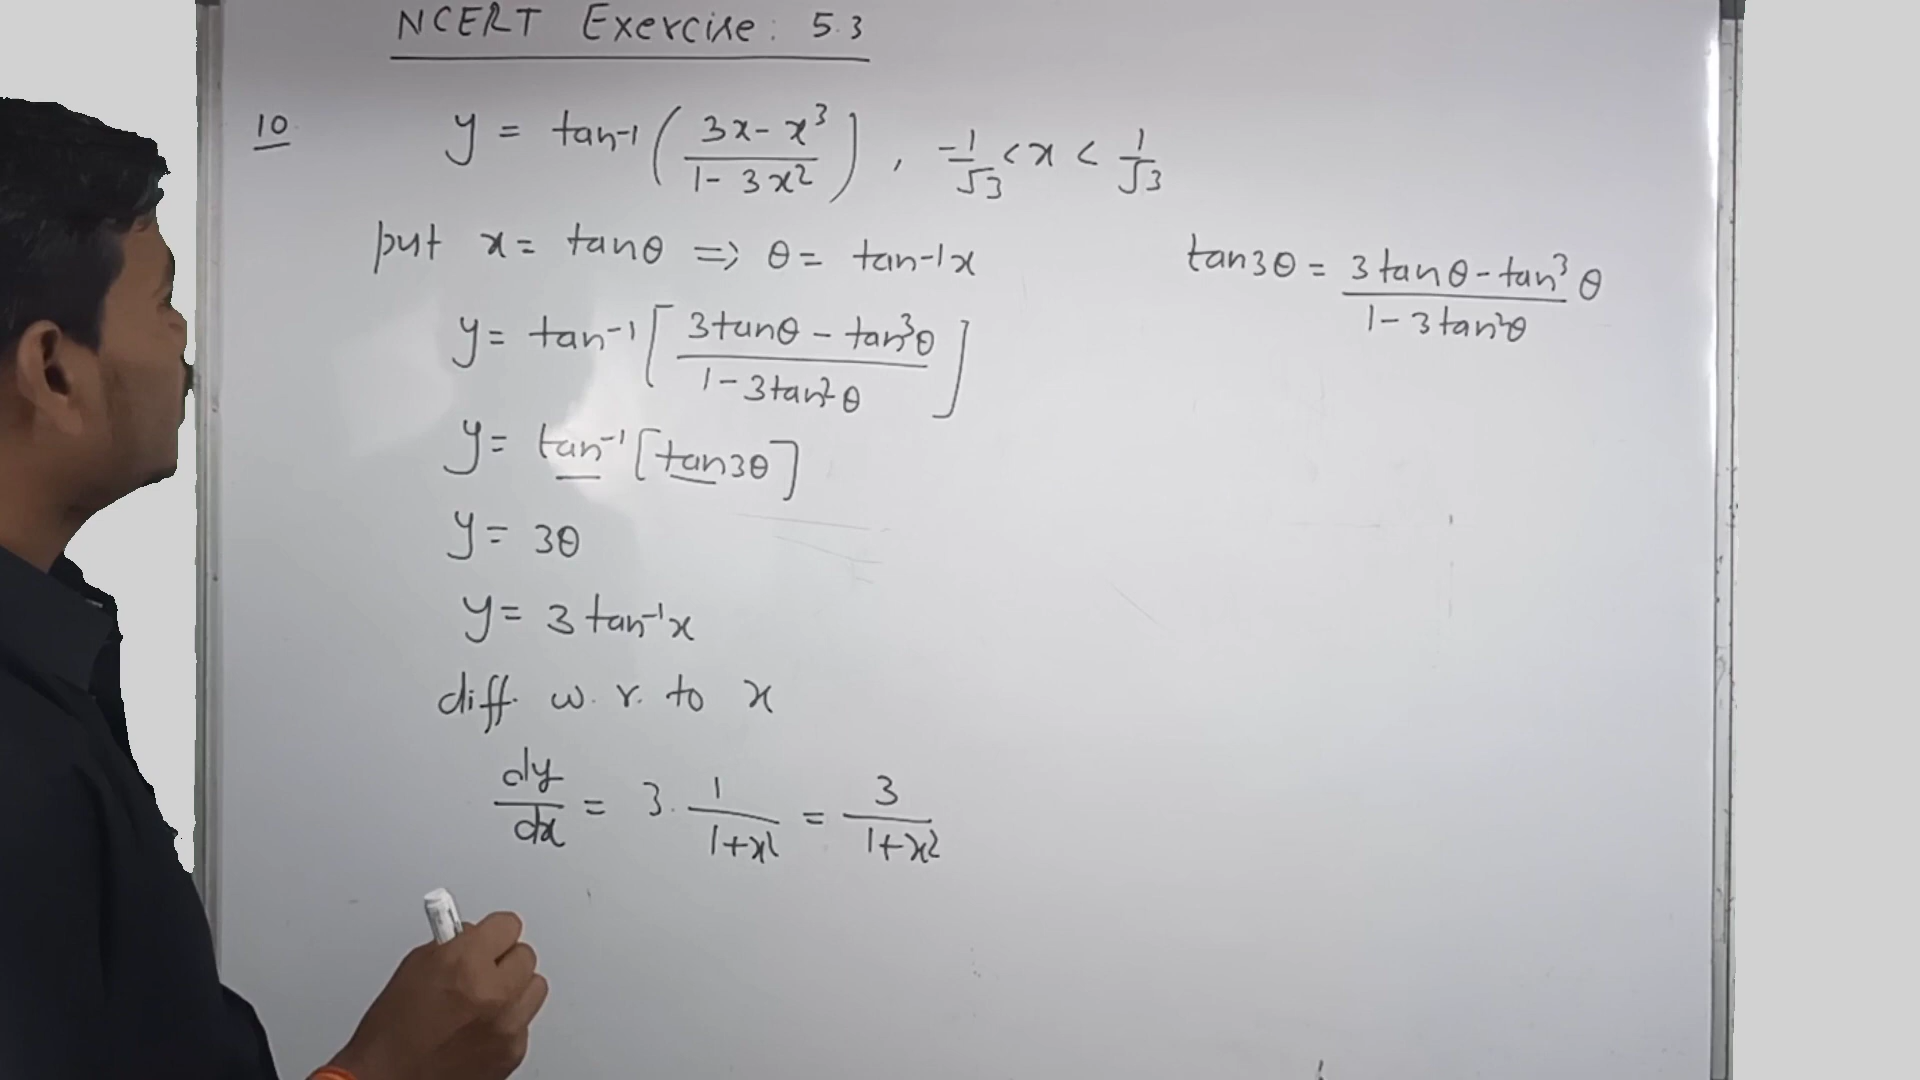 NCERT Exercise: 5.3
10. y = tan-1 ( 3x - x³ / 1 - 3x² ) , -1/√3 < x < 1/√3
put x = tanθ => θ = tan-1x
tan3θ = 3tanθ - tan³θ / 1 - 3tan²θ
y = tan⁻¹ [ 3tanθ - tan³θ / 1 - 3tan²θ ]
y = tan⁻¹ [tan3θ]
y = 3θ
y = 3 tan⁻¹x
diff. w. r. to x
dy/dx = 3. 1/1+x² = 3/1+x²